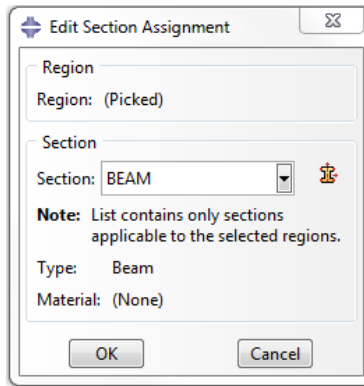 Edit Section Assignment
Region
Region: (Picked)
Section
Section: BEAM
Note: List contains only sections
applicable to the selected regions.
Type: Beam
Material: (None)
OK Cancel